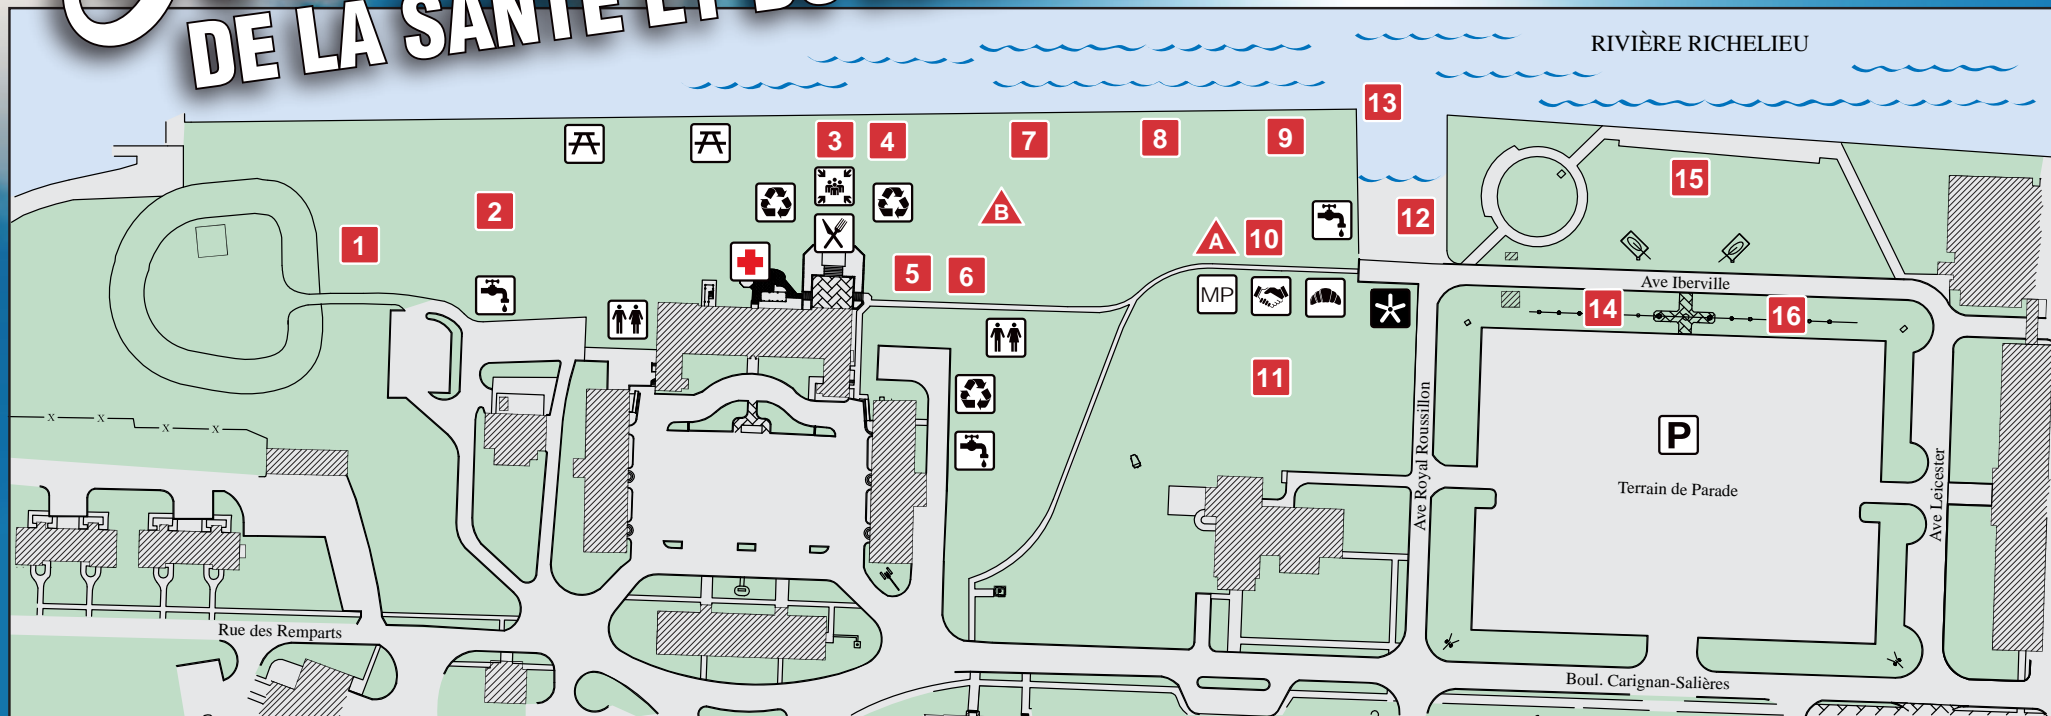 DE LA SANTÉ ET DU
RIVIÈRE RICHELIEU
13
3
4
7
8
9
15
2
B
12
1
A
10
5
6
MP
Ave Iberville
14
16
11
Ave Royal Roussillon
P
Terrain de Parade
Ave Leicester
x x x x
Rue des Remparts
Boul. Carignan-Salières